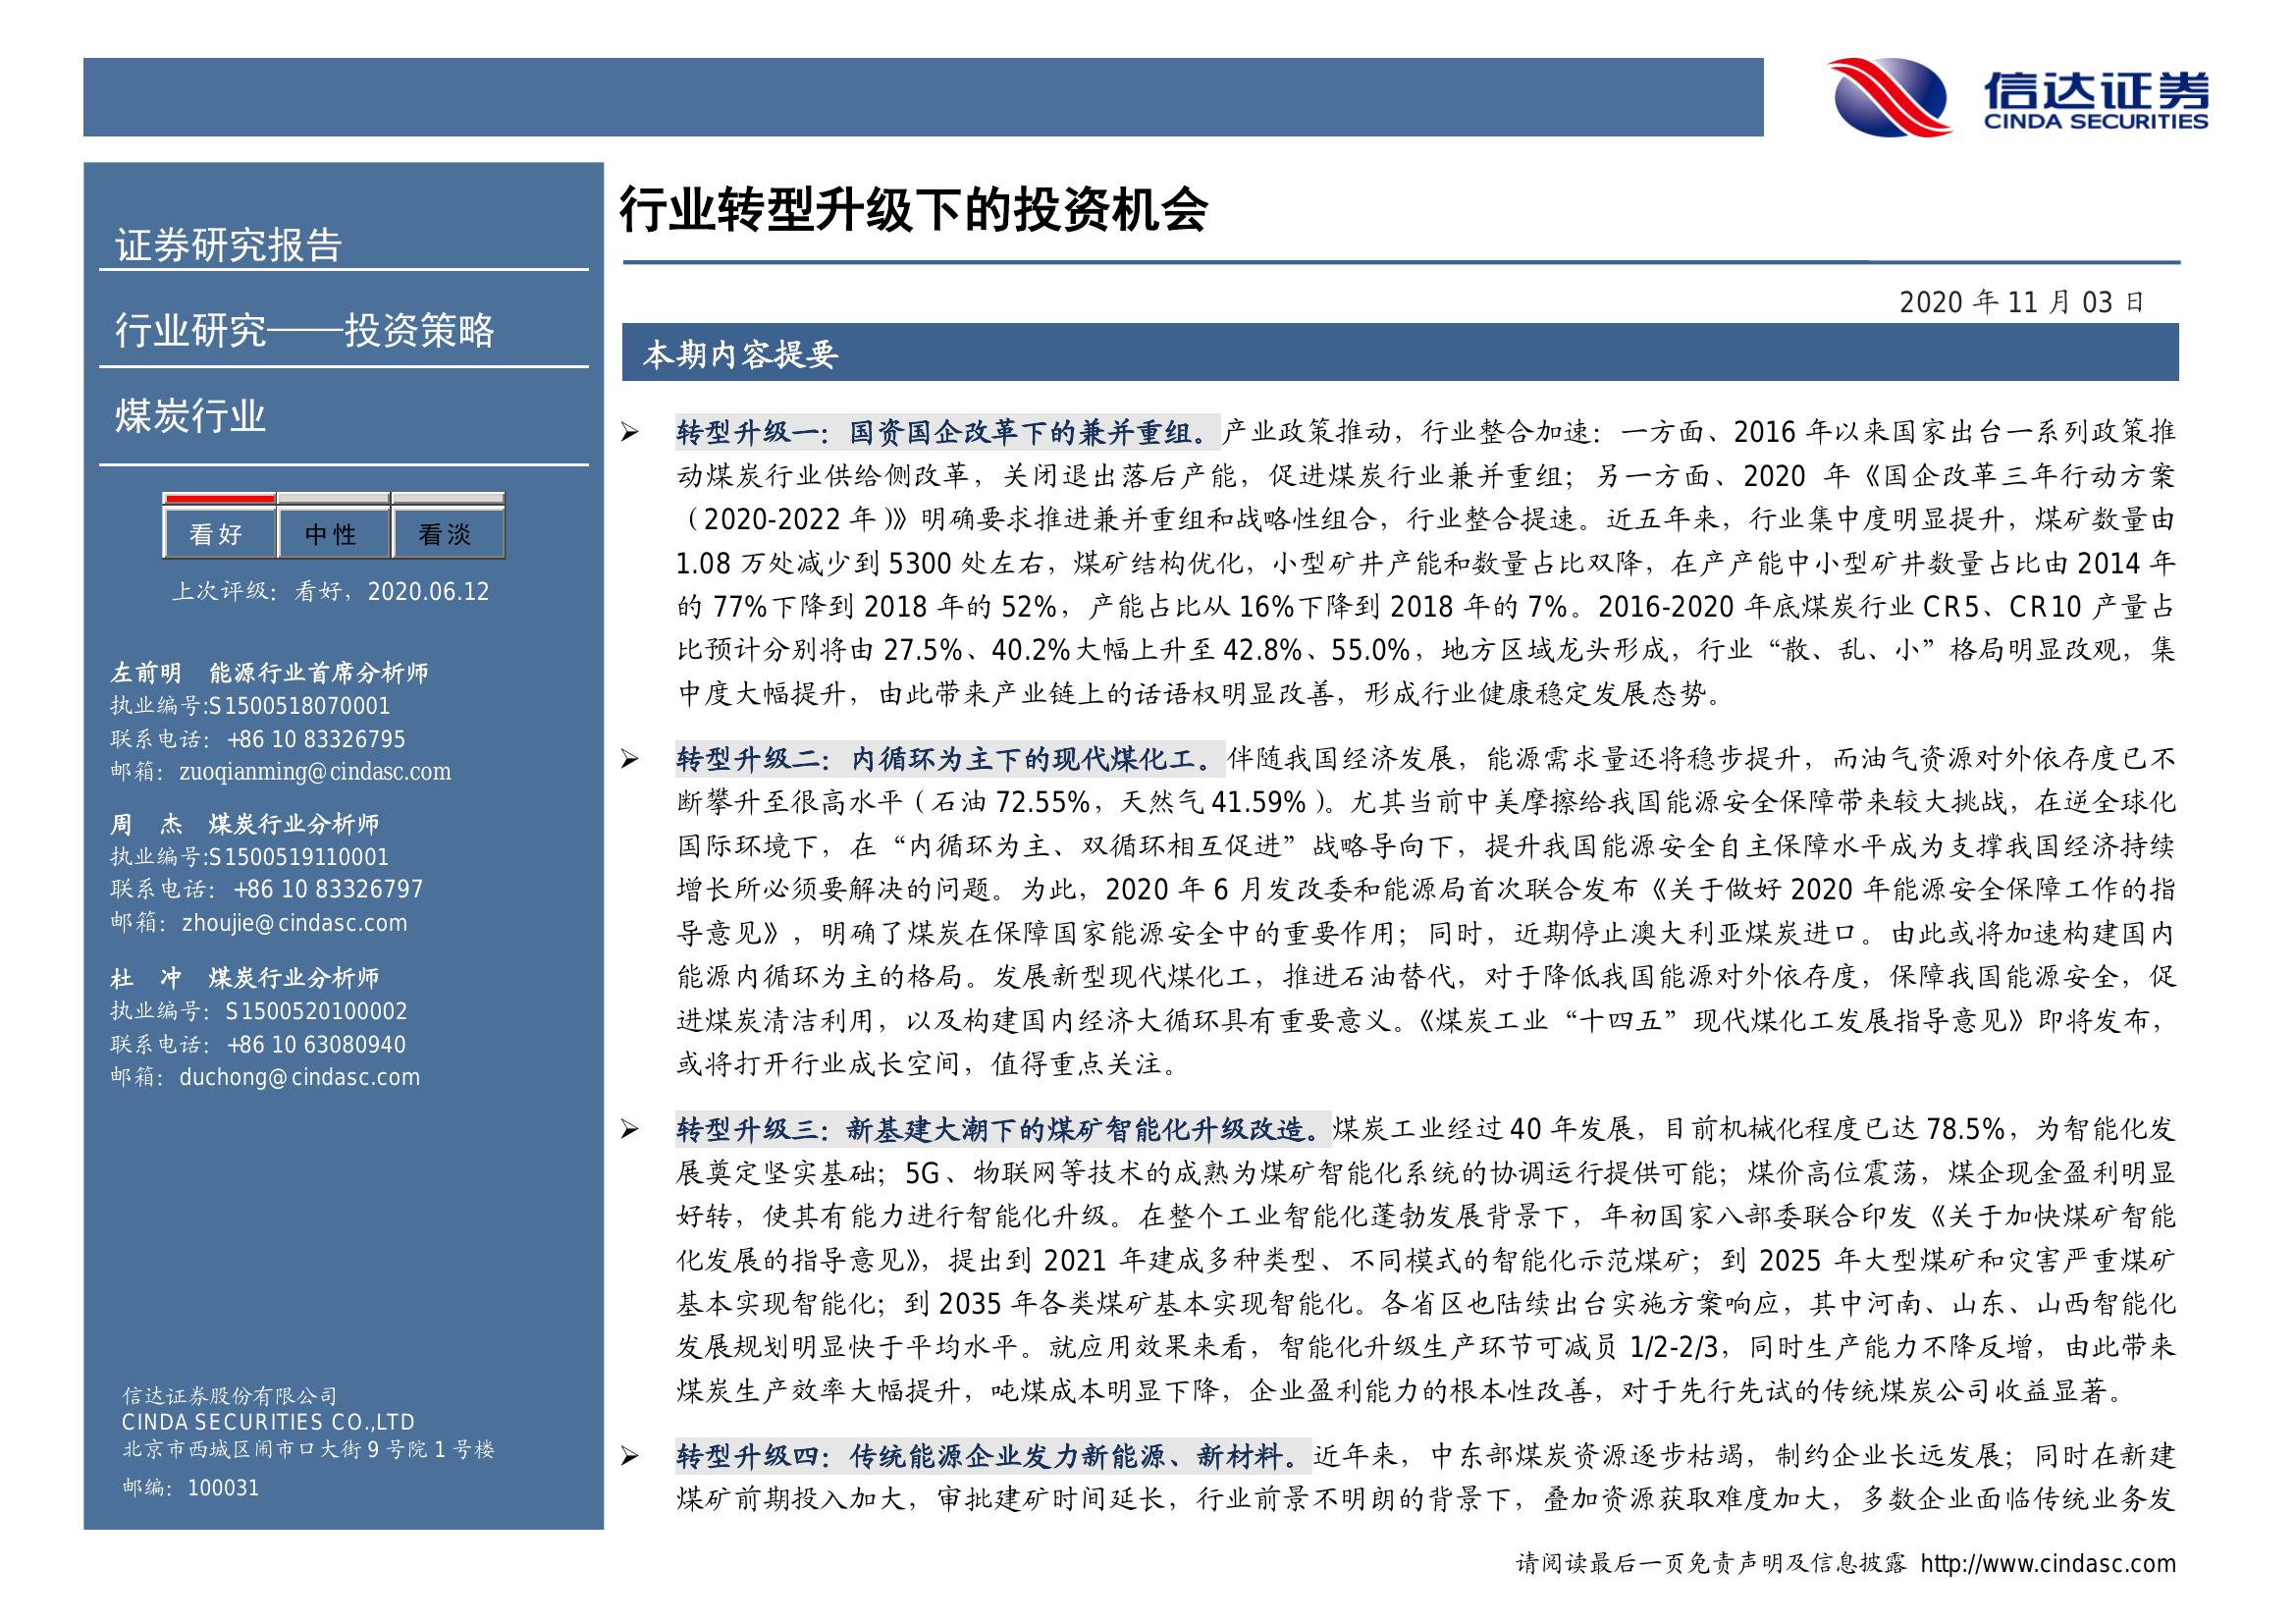 信达证券
CINDA SECURITIES
证券研究报告
行业研究——投资策略
煤炭行业
看好 中性 看淡
上次评级：看好，2020.06.12
左前明 能源行业首席分析师
执业编号:S1500518070001
联系电话：+86 10 83326795
邮箱：zuoqianming@cindasc.com
周 杰 煤炭行业分析师
执业编号:S1500519110001
联系电话：+86 10 83326797
邮箱：zhoujie@cindasc.com
杜 冲 煤炭行业分析师
执业编号：S1500520100002
联系电话：+86 10 63080940
邮箱：duchong@cindasc.com
信达证券股份有限公司
CINDA SECURITIES CO.,LTD
北京市西城区闹市口大街9号院1号楼
邮编：100031
行业转型升级下的投资机会
2020 年 11 月 03 日
本期内容提要
➢ 转型升级一：国资国企改革下的兼并重组。产业政策推动，行业整合加速：一方面、2016 年以来国家出台一系列政策推
动煤炭行业供给侧改革，关闭退出落后产能，促进煤炭行业兼并重组；另一方面、2020 年《国企改革三年行动方案
（2020-2022 年）》明确要求推进兼并重组和战略性组合，行业整合提速。近五年来，行业集中度明显提升，煤矿数量由
1.08 万处减少到 5300 处左右，煤矿结构优化，小型矿井产能和数量占比双降，在产产能中小型矿井数量占比由 2014 年
的 77%下降到 2018 年的 52%，产能占比从 16%下降到 2018 年的 7%。2016-2020 年底煤炭行业 CR5、CR10 产量占
比预计分别将由 27.5%、40.2%大幅上升至 42.8%、55.0%，地方区域龙头形成，行业“散、乱、小”格局明显改观，集
中度大幅提升，由此带来产业链上的话语权明显改善，形成行业健康稳定发展态势。
➢ 转型升级二：内循环为主下的现代煤化工。伴随我国经济发展，能源需求量还将稳步提升，而油气资源对外依存度已不
断攀升至很高水平（石油 72.55%，天然气 41.59%）。尤其当前中美摩擦给我国能源安全保障带来较大挑战，在逆全球化
国际环境下，在“内循环为主、双循环相互促进”战略导向下，提升我国能源安全自主保障水平成为支撑我国经济持续
增长所必须要解决的问题。为此，2020 年 6 月发改委和能源局首次联合发布《关于做好 2020 年能源安全保障工作的指
导意见》，明确了煤炭在保障国家能源安全中的重要作用；同时，近期停止澳大利亚煤炭进口。由此或将加速构建国内
能源内循环为主的格局。发展新型现代煤化工，推进石油替代，对于降低我国能源对外依存度，保障我国能源安全，促
进煤炭清洁利用，以及构建国内经济大循环具有重要意义。《煤炭工业“十四五”现代煤化工发展指导意见》即将发布，
或将打开行业成长空间，值得重点关注。
➢ 转型升级三：新基建大潮下的煤矿智能化升级改造。煤炭工业经过 40 年发展，目前机械化程度已达 78.5%，为智能化发
展奠定坚实基础；5G、物联网等技术的成熟为煤矿智能化系统的协调运行提供可能；煤价高位震荡，煤企现金盈利明显
好转，使其有能力进行智能化升级。在整个工业智能化蓬勃发展背景下，年初国家八部委联合印发《关于加快煤矿智能
化发展的指导意见》，提出到 2021 年建成多种类型、不同模式的智能化示范煤矿；到 2025 年大型煤矿和灾害严重煤矿
基本实现智能化；到 2035 年各类煤矿基本实现智能化。各省区也陆续出台实施方案响应，其中河南、山东、山西智能化
发展规划明显快于平均水平。就应用效果来看，智能化升级生产环节可减员 1/2-2/3，同时生产能力不降反增，由此带来
煤炭生产效率大幅提升，吨煤成本明显下降，企业盈利能力的根本性改善，对于先行先试的传统煤炭公司收益显著。
➢ 转型升级四：传统能源企业发力新能源、新材料。近年来，中东部煤炭资源逐步枯竭，制约企业长远发展；同时在新建
煤矿前期投入加大，审批建矿时间延长，行业前景不明朗的背景下，叠加资源获取难度加大，多数企业面临传统业务发
请阅读最后一页免责声明及信息披露 http://www.cindasc.com